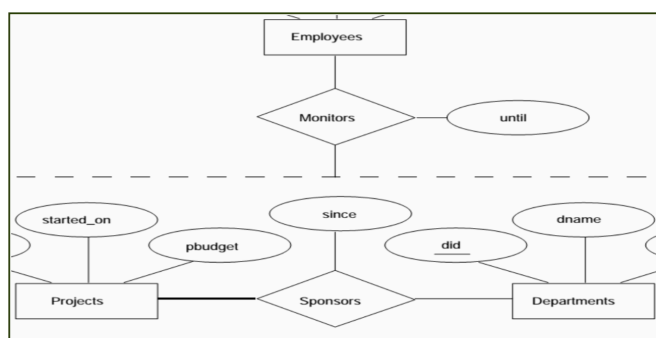 Employees
Monitors
until
started_on
since
dname
pbudget
did
Projects
Sponsors
Departments